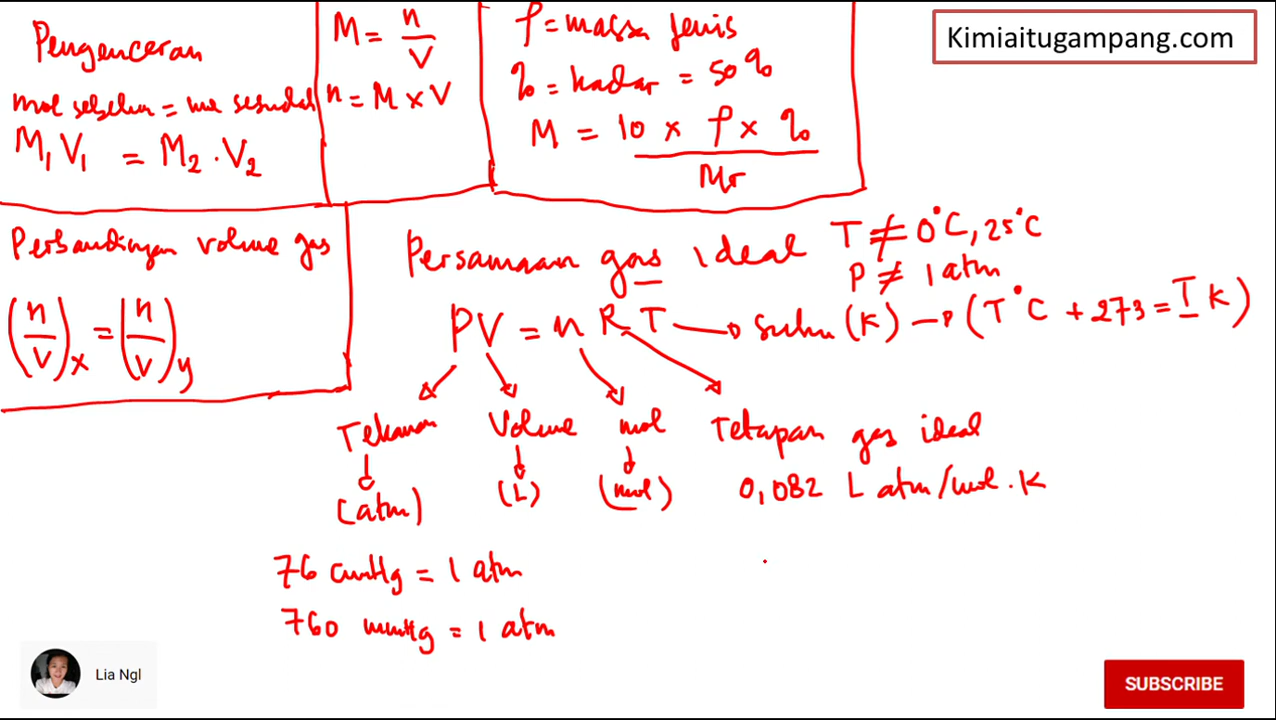 Pengenceran
mol sebelum = mol sesudah
M₁V₁ = M₂ . V₂
M = n / V
n = M x V
ρ = massa jenis
% = kadar = 50%
M = 10 x ρ x % / Mr
Kimiaitugampang.com
Perbandingan volume gas
(n/V)x = (n/V)y
Persamaan gas ideal T ≠ 0°C, 25°C
P ≠ 1 atm
PV = n R T → Suhu (K) → (T °C + 273 = T K)
Tekanan Volume mol Tetapan gas ideal
(atm) (L) (mol) 0,082 L atm/mol . K
76 cmHg = 1 atm
760 mmHg = 1 atm
Lia Ngl
SUBSCRIBE